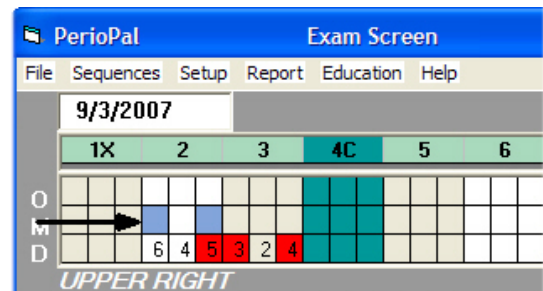 PerioPal Exam Screen
File Sequences Setup Report Education Help
9/3/2007
1X 2 3 4C 5 6
O
M
D 6 4 5 3 2 4
UPPER RIGHT